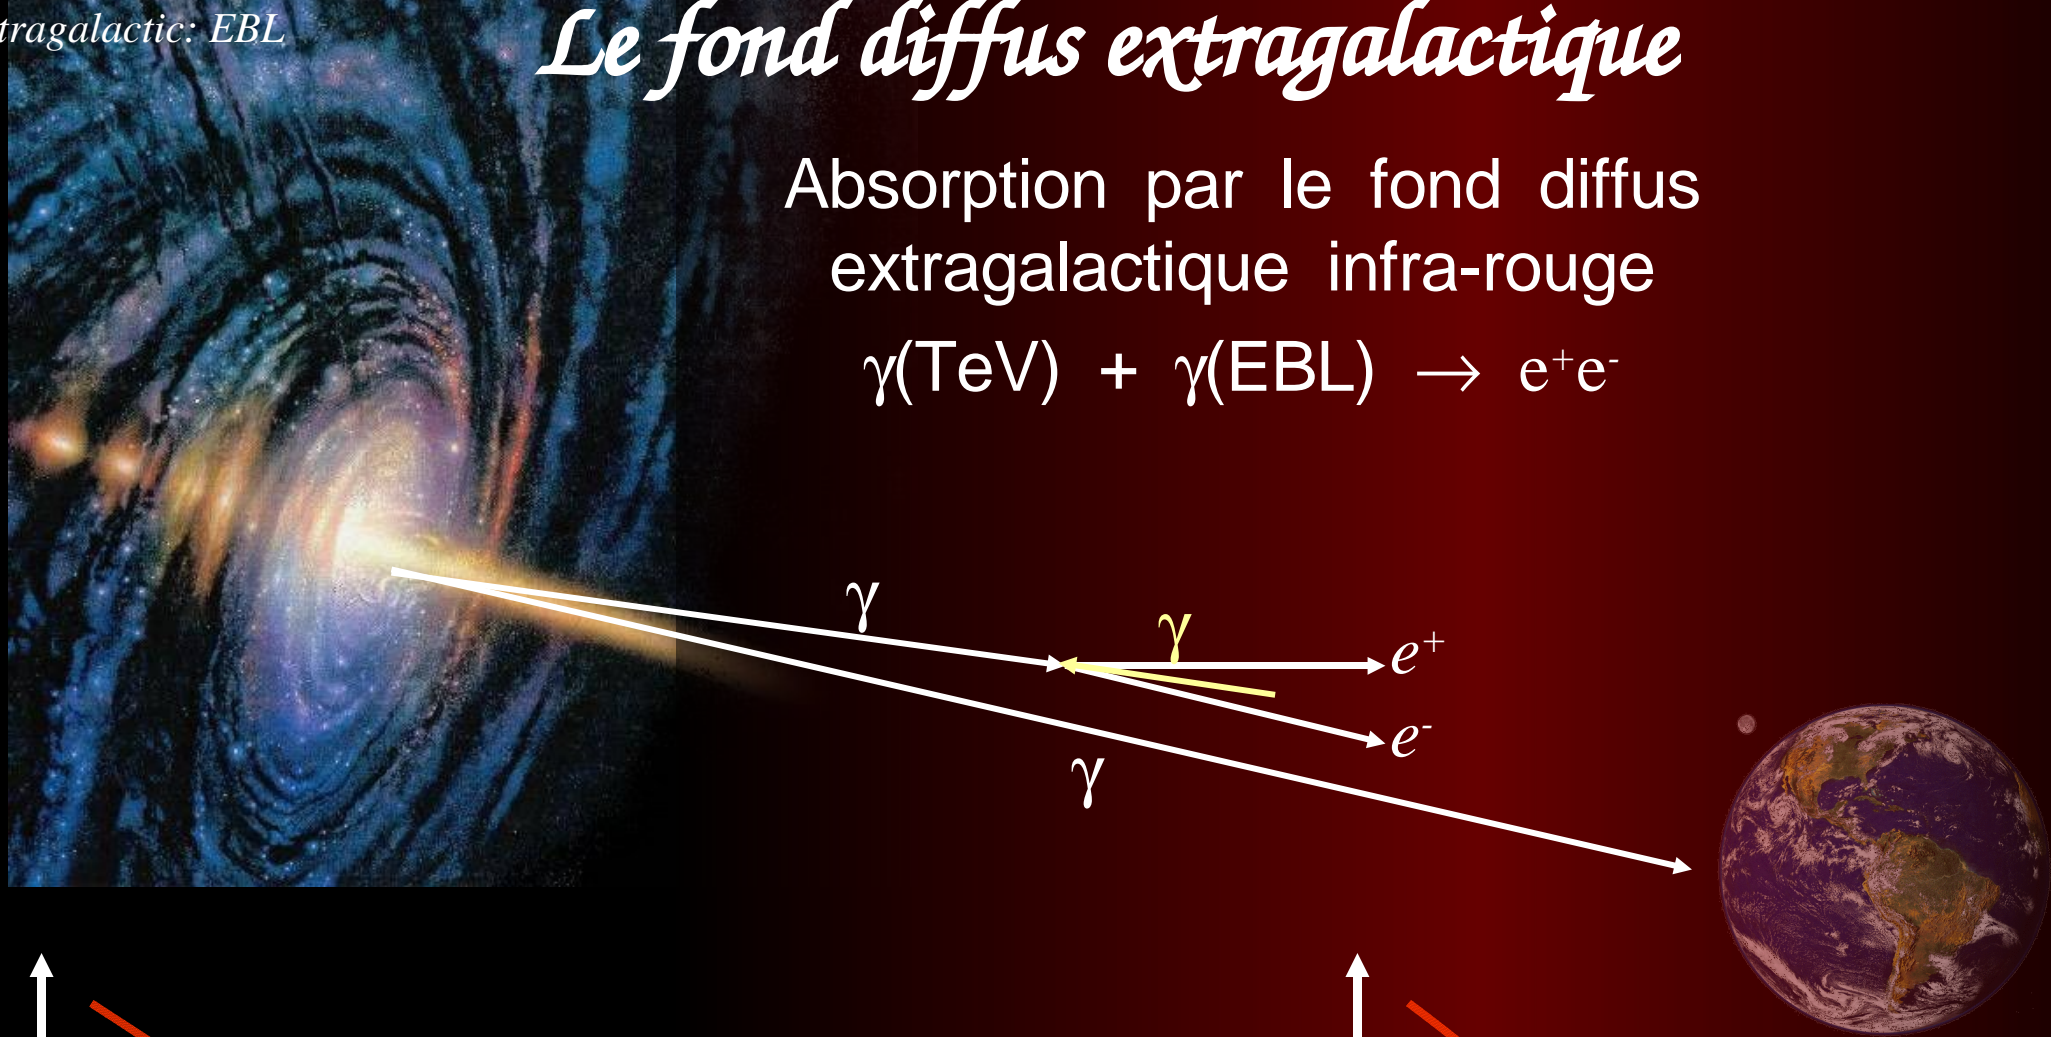 tragalactic: EBL
Le fond diffus extragalactique
Absorption par le fond diffus
extragalactique infra-rouge
γ(TeV) + γ(EBL) → e⁺e⁻
γ
γ
e⁺
e⁻
γ